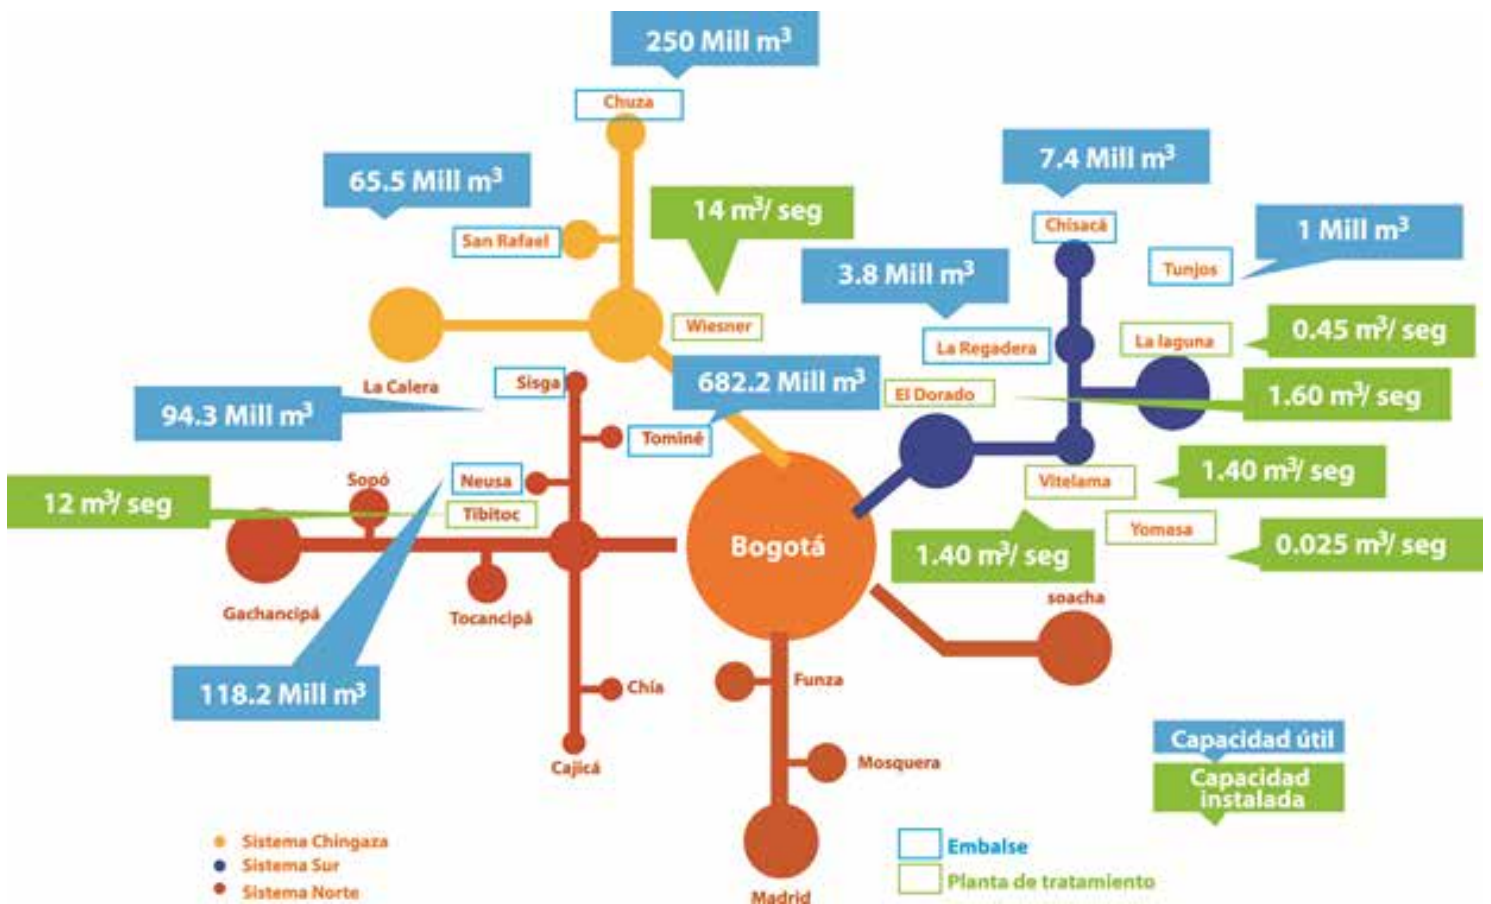 250 Mill m³
Chuza
7.4 Mill m³
65.5 Mill m³
14 m³/ seg
San Rafael
Chisacá
1 Mill m³
Tunjos
3.8 Mill m³
Wiesner
La Regadera
La laguna
0.45 m³/ seg
La Calera
Sisga
682.2 Mill m³
El Dorado
1.60 m³/ seg
94.3 Mill m³
Tominé
Sopó
Neusa
Vitelama
1.40 m³/ seg
12 m³/ seg
Tibitoc
Bogotá
1.40 m³/ seg
Yomasa
0.025 m³/ seg
Gachancipá
Tocancipá
soacha
118.2 Mill m³
Chía
Funza
Cajicá
Mosquera
Capacidad útil
Capacidad
instalada
Sistema Chingaza
Sistema Sur
Sistema Norte
Embalse
Planta de tratamiento
Madrid